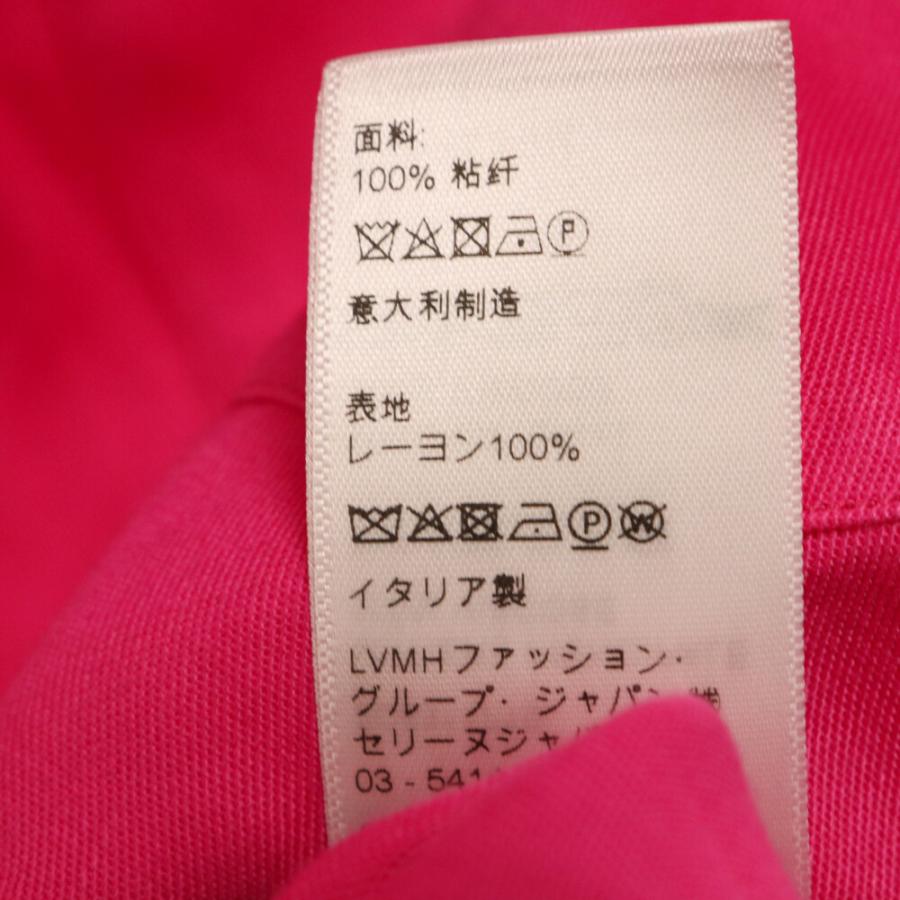 面料:
100% 粘纤
P
意大利制造
表地
レーヨン100%
P W
イタリア製
LVMHファッション·
グループ· ジャパン
セリーヌジャ
03 - 541